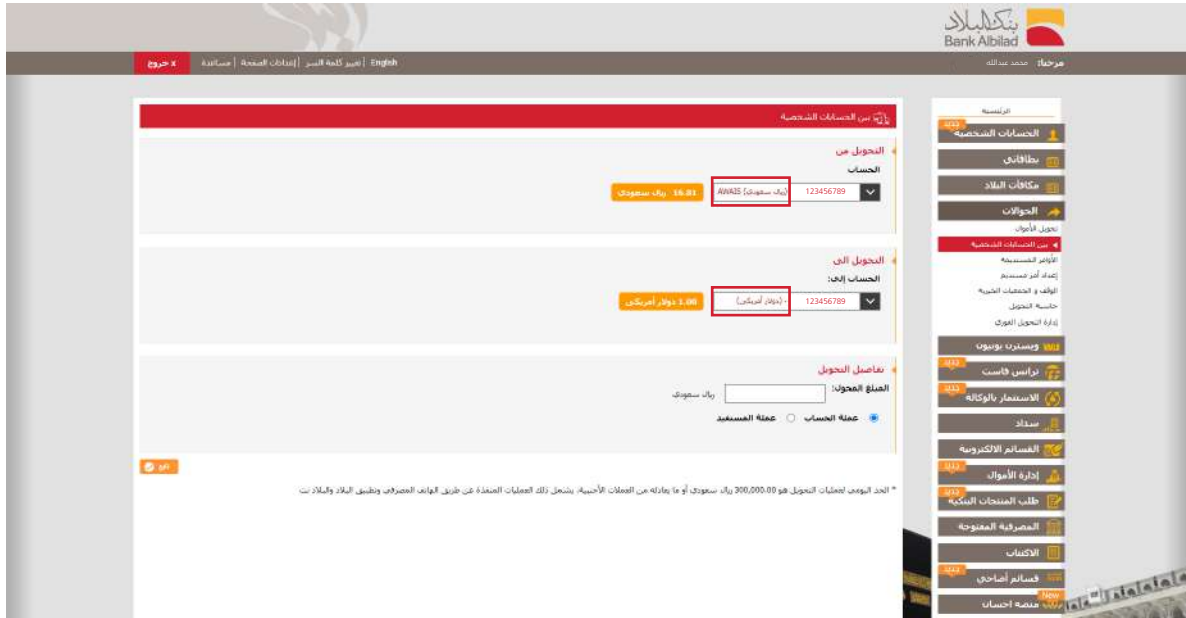 بنك البلاد
Bank Albilad
مرحبا: محمد عبدالله
English | تغيير كلمة السر | إعدادات الصفحة | مساعدة
x خروج
الرئيسية
الحسابات الشخصية
جديد
بطاقاتي
مكافآت البلاد
الحوالات
تحويل الأموال
بين الحسابات الشخصية
الأوامر المستديمة
إعداد أمر مستديم
الوقف و الجمعيات الخيرية
حاسبة التحويل
إدارة التحويل الفوري
ويسترن يونيون
WU
ترانس فاست
جديد
الاستثمار بالوكالة
جديد
سداد
القسائم الالكترونية
إدارة الأموال
جديد
طلب المنتجات البنكية
جديد
المصرفية المفتوحة
الاكتتاب
قسائم أضاحي
جديد
منصة احسان
New
بين الحسابات الشخصية
التحويل من
الحساب
123456789 (ريال سعودي) AWAIS
16.81 ريال سعودي
التحويل الى
الحساب إلى:
123456789 - (دولار أمريكي)
1.00 دولار أمريكي
تفاصيل التحويل
المبلغ المحول:
ريال سعودي
عملة الحساب
عملة المستفيد
تابع
* الحد اليومي لعمليات التحويل هو 300,000.00 ريال سعودي أو ما يعادله من العملات الأجنبية، يشمل ذلك العمليات المنفذة عن طريق الهاتف المصرفي وتطبيق البلاد والبلاد نت